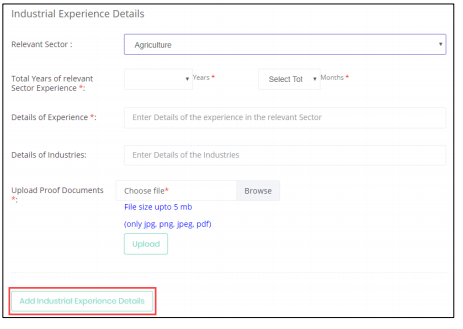 Industrial Experience Details
Relevant Sector :
Agriculture
Total Years of relevant
Sector Experience *:
Years *
Select Tot
Months *
Details of Experience *:
Enter Details of the experience in the relevant Sector
Details of Industries:
Enter Details of the Industries
Upload Proof Documents
*:
Choose file*
Browse
File size upto 5 mb
(only jpg, png, jpeg, pdf)
Upload
Add Industrial Experience Details